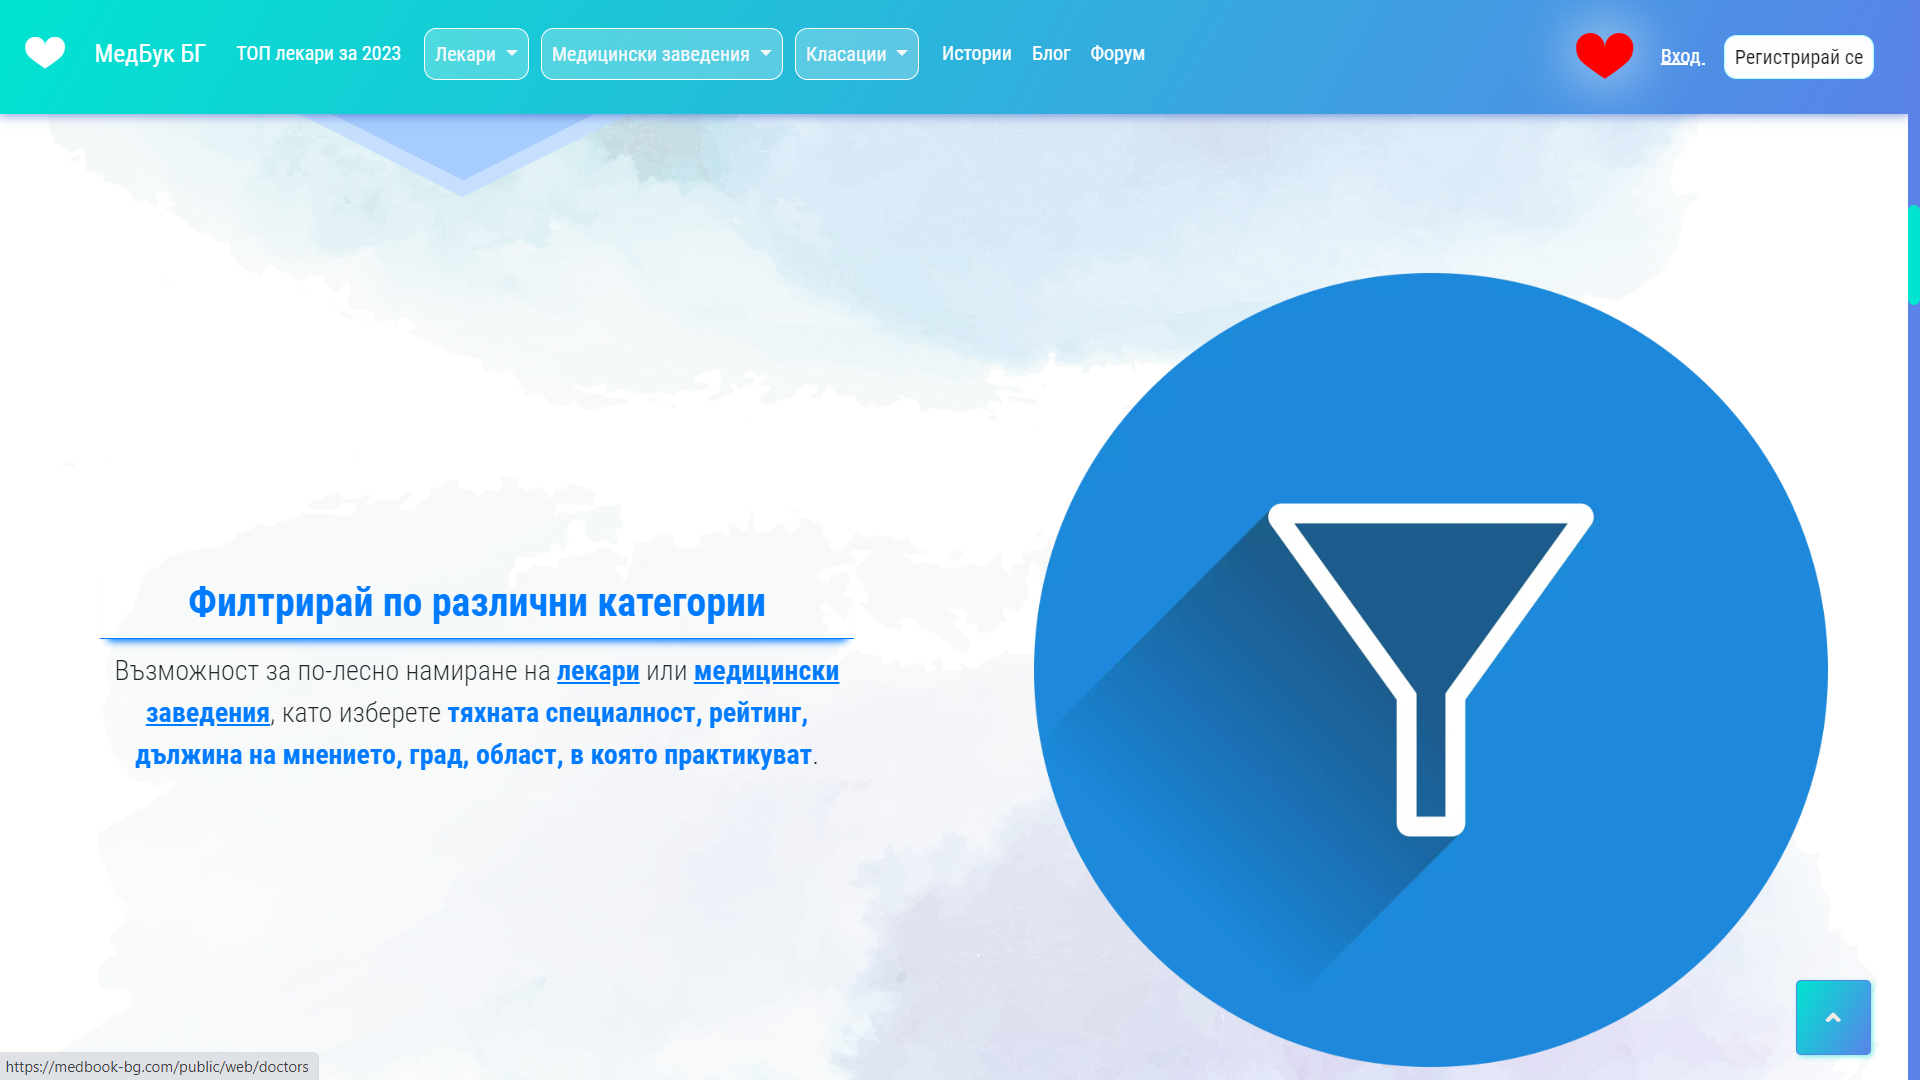 МедБук БГ ТОП лекари за 2023 Лекари Медицински заведения Класации Истории Блог Форум Вход Регистрирай се
Филтрирай по различни категории
Възможност за по-лесно намиране на лекари или медицински
заведения, като изберете тяхната специалност, рейтинг,
дължина на мнението, град, област, в която практикуват.
https://medbook-bg.com/public/web/doctors